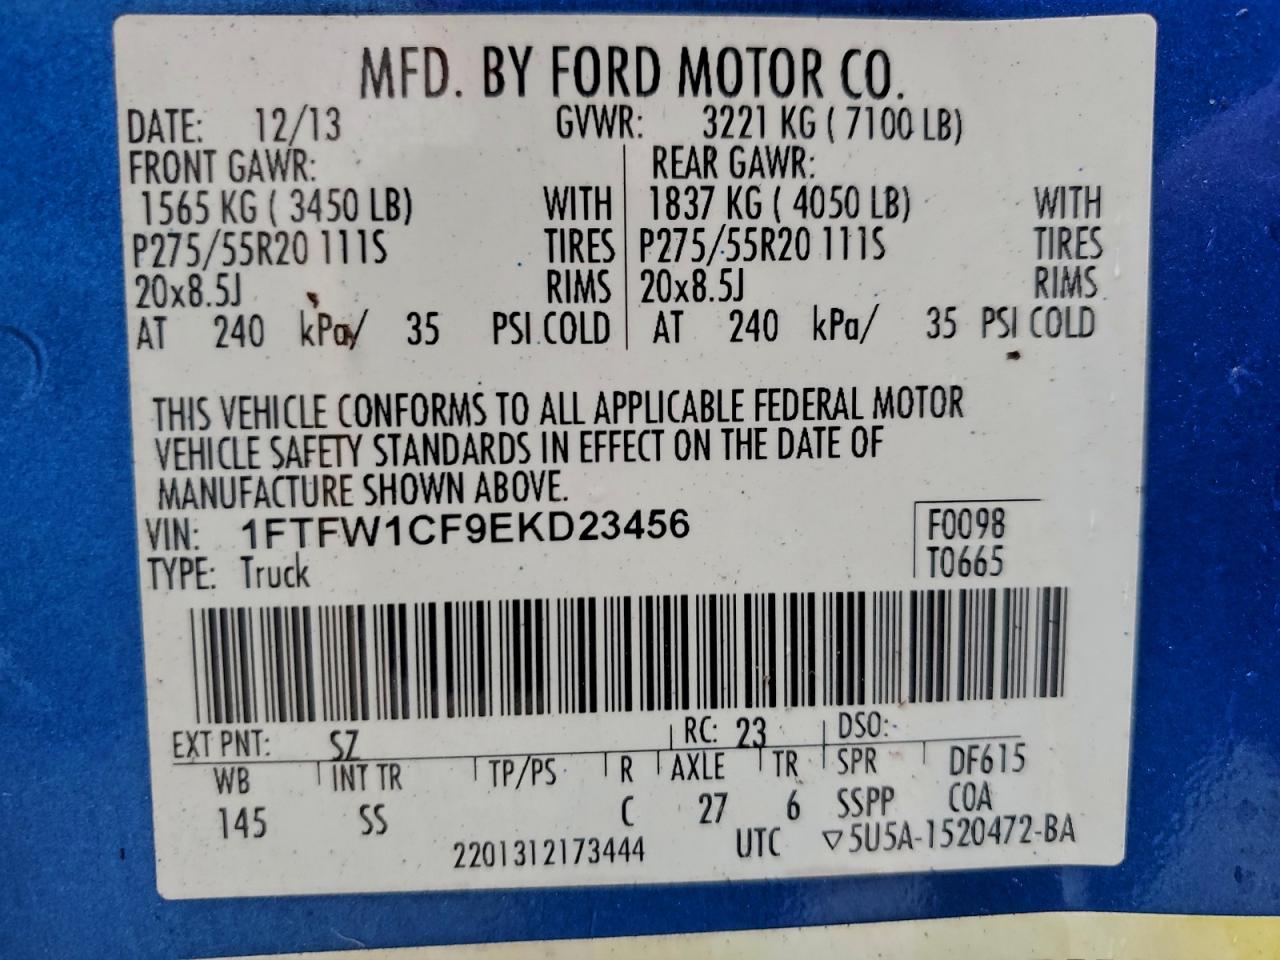 MFD. BY FORD MOTOR CO.
DATE: 12/13 GVWR: 3221 KG ( 7100 LB)
FRONT GAWR: REAR GAWR:
1565 KG ( 3450 LB) WITH 1837 KG ( 4050 LB) WITH
P275/55R20 111S TIRES P275/55R20 111S TIRES
20x8.5J RIMS 20x8.5J RIMS
AT 240 kPa/ 35 PSI COLD AT 240 kPa/ 35 PSI COLD
THIS VEHICLE CONFORMS TO ALL APPLICABLE FEDERAL MOTOR
VEHICLE SAFETY STANDARDS IN EFFECT ON THE DATE OF
MANUFACTURE SHOWN ABOVE.
VIN: 1FTFW1CF9EKD23456 F0098
TYPE: Truck T0665
EXT PNT: SZ RC: 23 DSO:
WB INT TR TP/PS R AXLE TR SPR DF615
145 SS C 27 6 SSPP COA
2201312173444 UTC ▽5U5A-1520472-BA